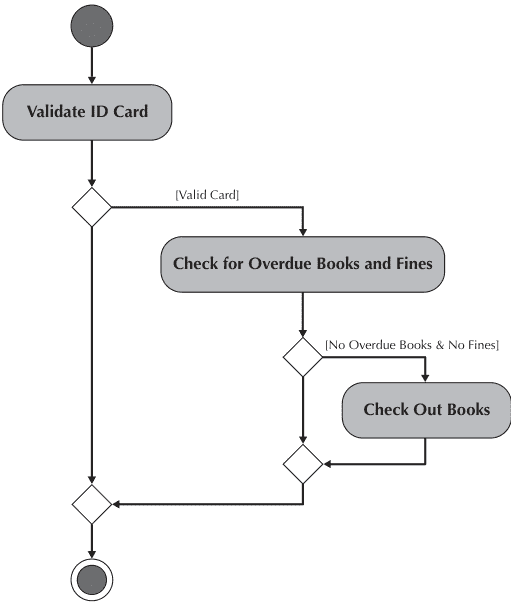 Validate ID Card
[Valid Card]
Check for Overdue Books and Fines
[No Overdue Books & No Fines]
Check Out Books